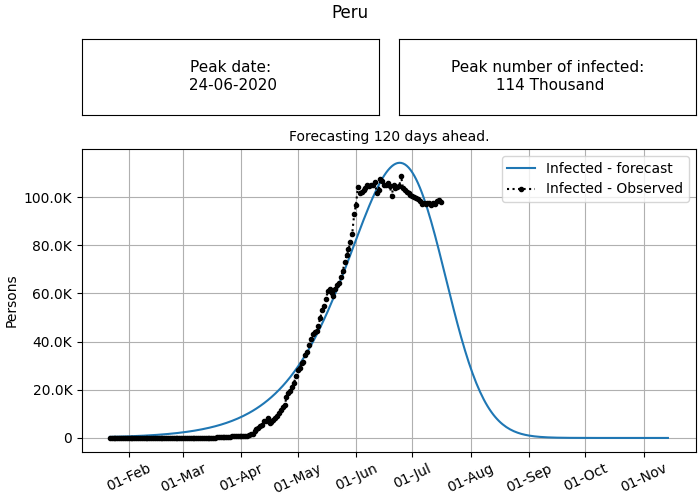 Peru
Peak date:
24-06-2020
Peak number of infected:
114 Thousand
Forecasting 120 days ahead.
Infected - forecast
Infected - Observed
Persons
100.0K
80.0K
60.0K
40.0K
20.0K
0
01-Feb
01-Mar
01-Apr
01-May
01-Jun
01-Jul
01-Aug
01-Sep
01-Oct
01-Nov